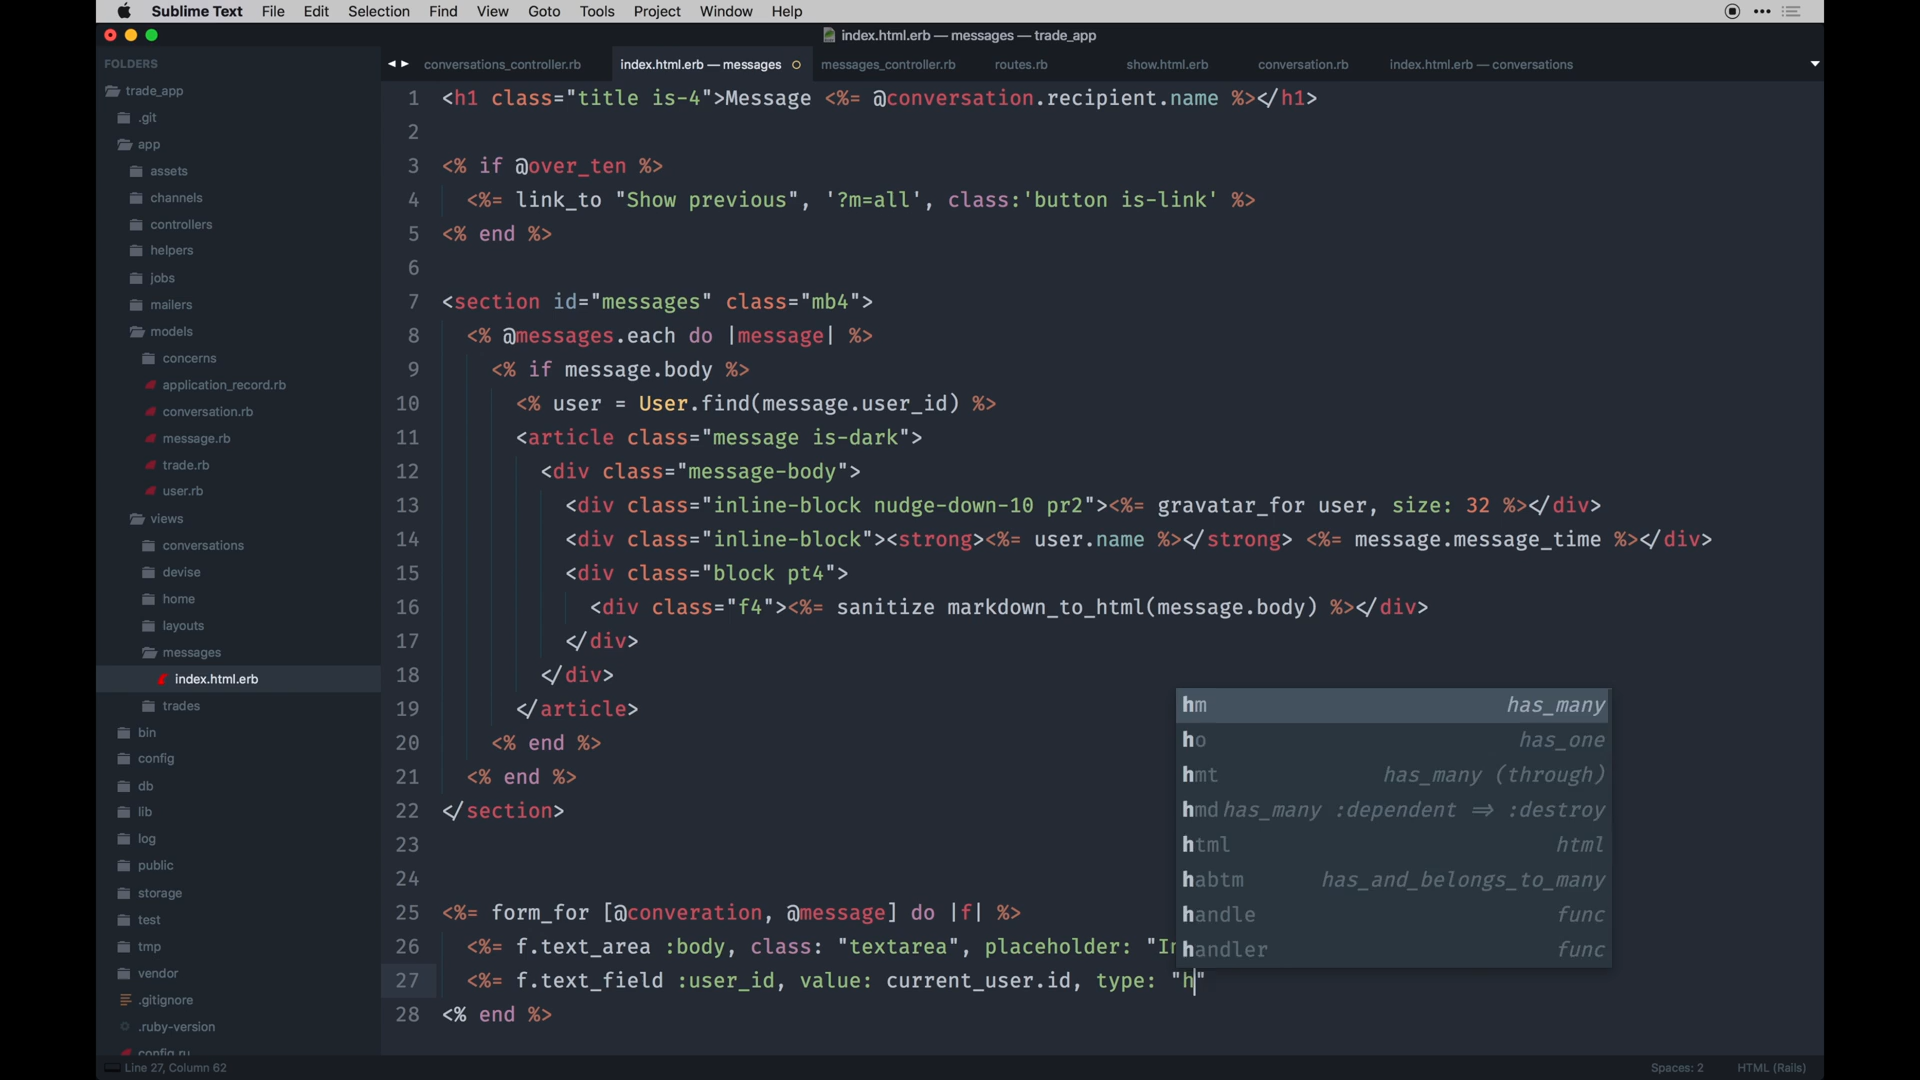 Sublime Text File Edit Selection Find View Goto Tools Project Window Help
index.html.erb — messages — trade_app
FOLDERS
conversations_controller.rb index.html.erb — messages messages_controller.rb routes.rb show.html.erb conversation.rb index.html.erb — conversations
trade_app
.git
app
assets
channels
controllers
helpers
jobs
mailers
models
concerns
application_record.rb
conversation.rb
message.rb
trade.rb
user.rb
views
conversations
devise
home
layouts
messages
index.html.erb
trades
bin
config
db
lib
log
public
storage
test
tmp
vendor
.gitignore
.ruby-version
config.ru
1 <h1 class="title is-4">Message <%= @conversation.recipient.name %></h1>
2
3 <% if @over_ten %>
4 <%= link_to "Show previous", '?m=all', class:'button is-link' %>
5 <% end %>
6
7 <section id="messages" class="mb4">
8 <% @messages.each do |message| %>
9 <% if message.body %>
10 <% user = User.find(message.user_id) %>
11 <article class="message is-dark">
12 <div class="message-body">
13 <div class="inline-block nudge-down-10 pr2"><%= gravatar_for user, size: 32 %></div>
14 <div class="inline-block"><strong><%= user.name %></strong> <%= message.message_time %></div>
15 <div class="block pt4">
16 <div class="f4"><%= sanitize markdown_to_html(message.body) %></div>
17 </div>
18 </div>
19 </article>
20 <% end %>
21 <% end %>
22 </section>
23
24
25 <%= form_for [@converation, @message] do |f| %>
26 <%= f.text_area :body, class: "textarea", placeholder: "In
27 <%= f.text_field :user_id, value: current_user.id, type: "h"
28 <% end %>
hm has_many
ho has_one
hmt has_many (through)
hmd has_many :dependent => :destroy
html html
habtm has_and_belongs_to_many
handle func
handler func
Line 27, Column 62
Spaces: 2
HTML (Rails)